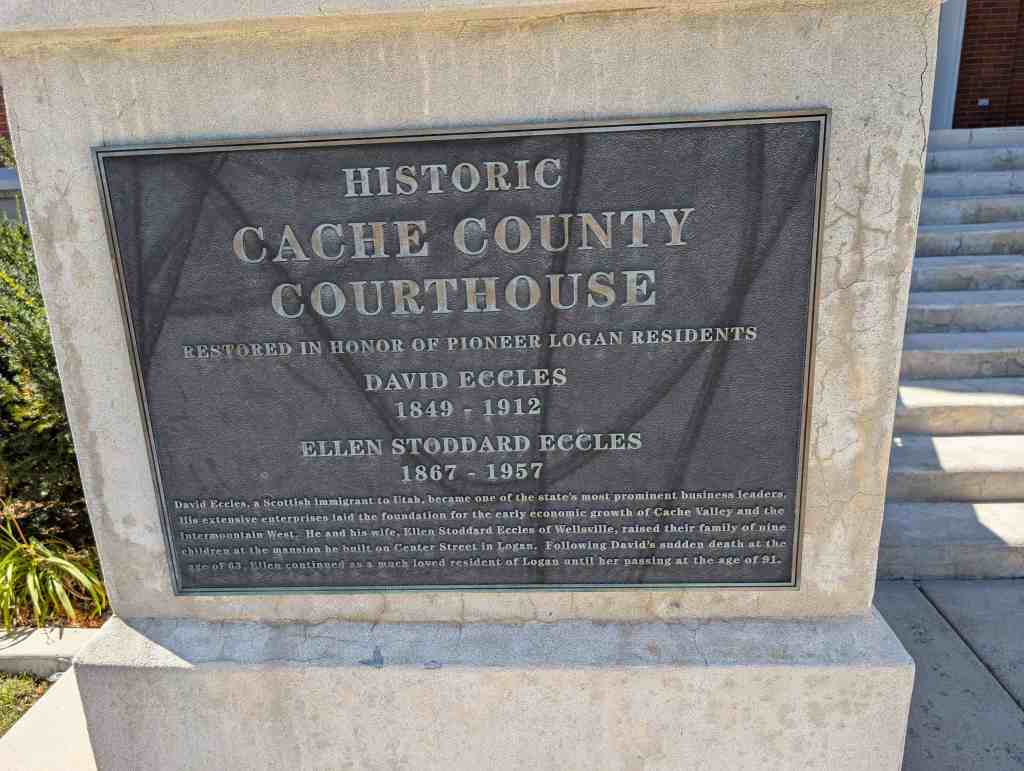 HISTORIC
CACHE COUNTY
COURTHOUSE
RESTORED IN HONOR OF PIONEER LOGAN RESIDENTS
DAVID ECCLES
1849 - 1912
ELLEN STODDARD ECCLES
1867 - 1957
David Eccles, a Scottish immigrant to Utah, became one of the state's most prominent business leaders.
His extensive enterprises laid the foundation for the early economic growth of Cache Valley and the
Intermountain West. He and his wife, Ellen Stoddard Eccles of Wellsville, raised their family of nine
children at the mansion he built on Center Street in Logan. Following David's sudden death at the
age of 63, Ellen continued as a much loved resident of Logan until her passing at the age of 91.